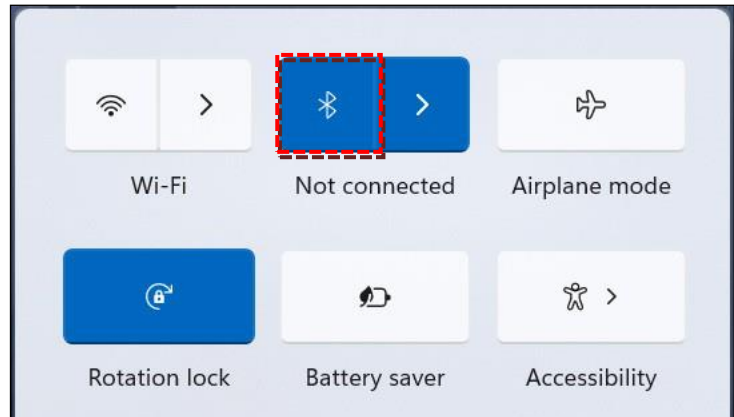 Wi-Fi
Not connected
Airplane mode
Rotation lock
Battery saver
Accessibility